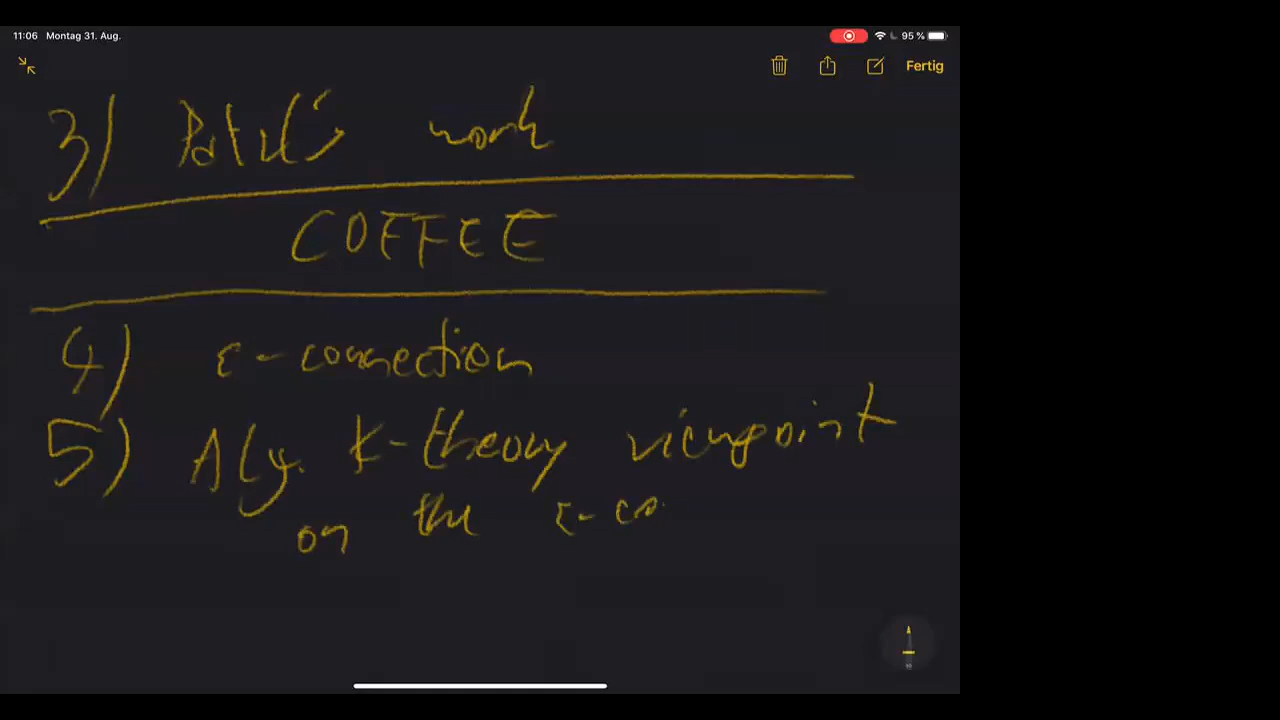 11:06 Montag 31. Aug. 95 %
Fertig
3) Patel's work
COFFEE
4) ε-connection
5) Alg. K-theory viewpoint
on the ε-co